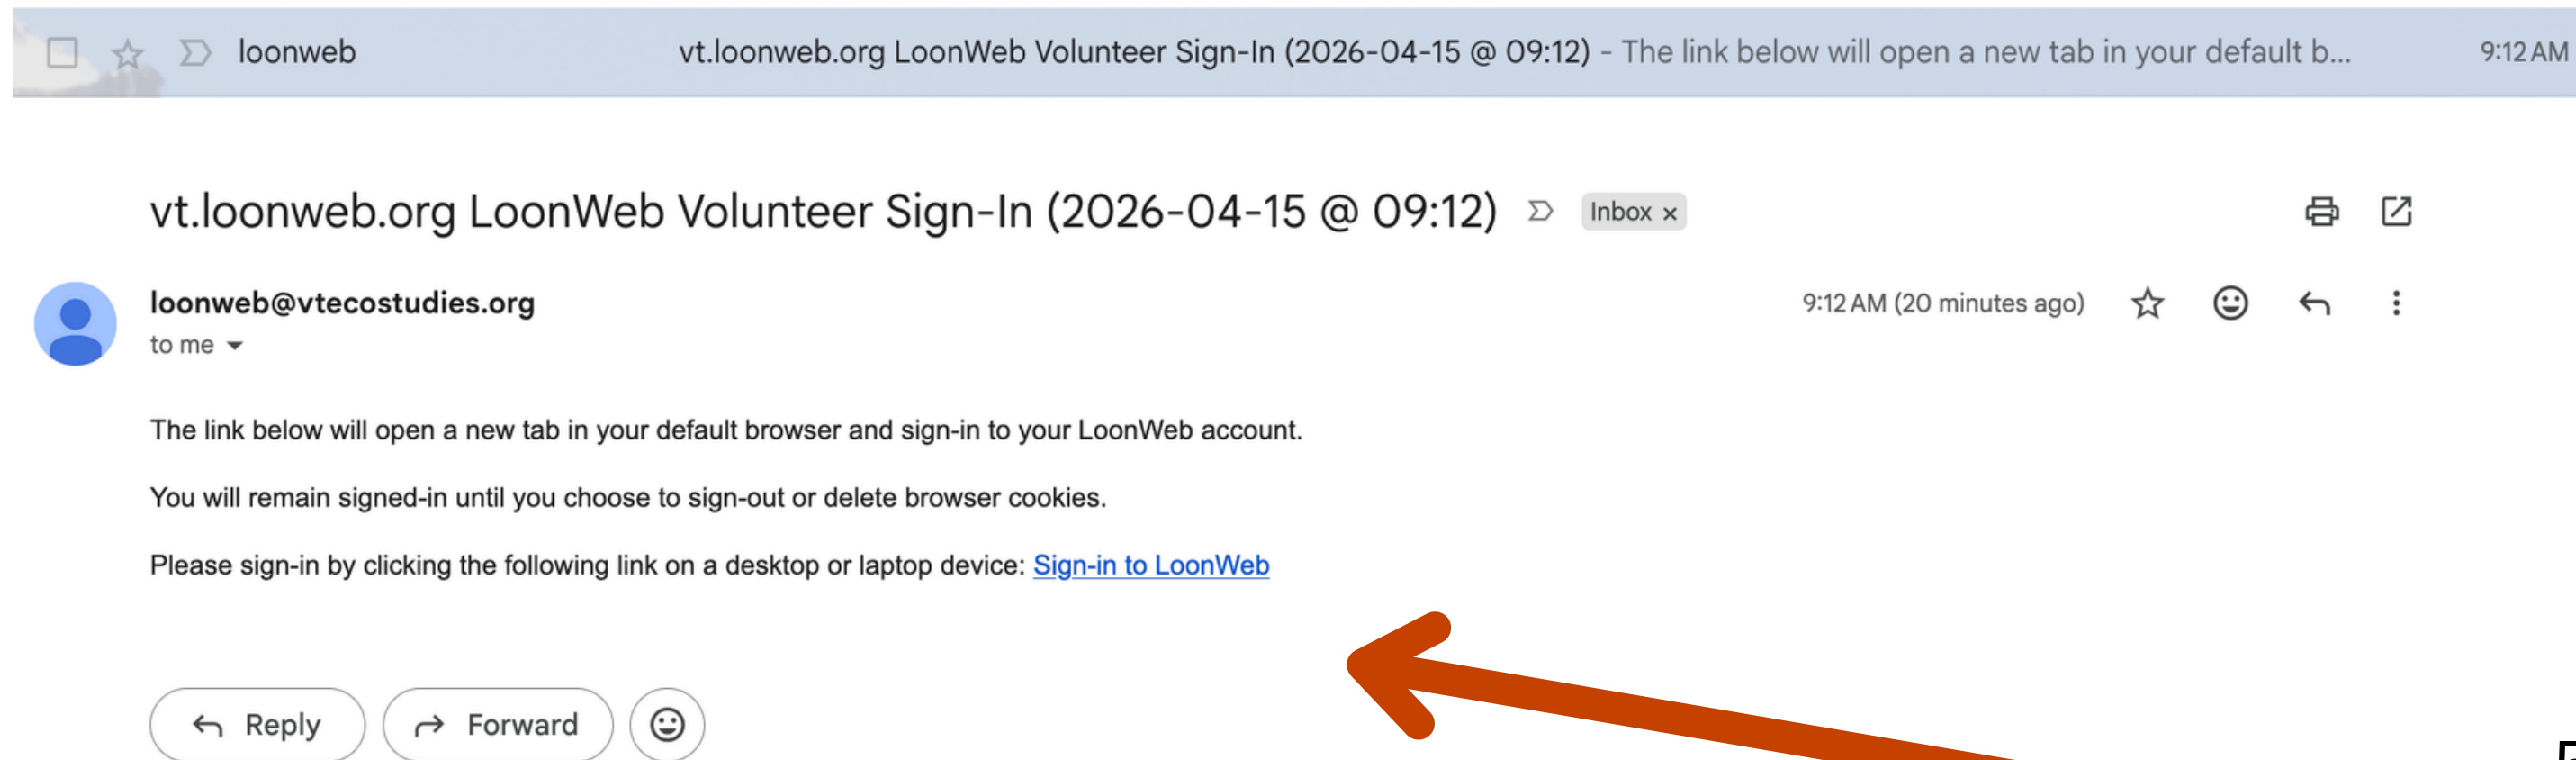 loonweb vt.loonweb.org LoonWeb Volunteer Sign-In (2026-04-15 @ 09:12) - The link below will open a new tab in your default b... 9:12 AM
vt.loonweb.org LoonWeb Volunteer Sign-In (2026-04-15 @ 09:12) Inbox x
loonweb@vtecostudies.org 9:12 AM (20 minutes ago)
to me
The link below will open a new tab in your default browser and sign-in to your LoonWeb account.
You will remain signed-in until you choose to sign-out or delete browser cookies.
Please sign-in by clicking the following link on a desktop or laptop device: Sign-in to LoonWeb
Reply Forward